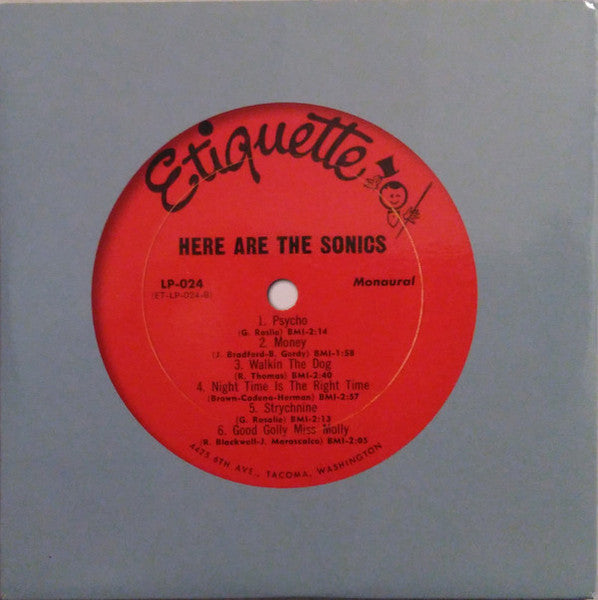 Etiquette
HERE ARE THE SONICS
LP-024 Monaural
(ET-LP-024-B)
1. Psycho
(G. Roslie) BMI-2:14
2. Money
(J. Bradford-B. Gordy) BMI-1:58
3. Walkin The Dog
(R. Thomas) BMI-2:40
4. Night Time Is The Right Time
(Brown-Cadena-Herman) BMI-2:57
5. Strychnine
(G. Rosalie) BMI-2:13
6. Good Golly Miss Molly
(R. Blackwell-J. Marascalco) BMI-2:05
4425 6TH AVE., TACOMA, WASHINGTON